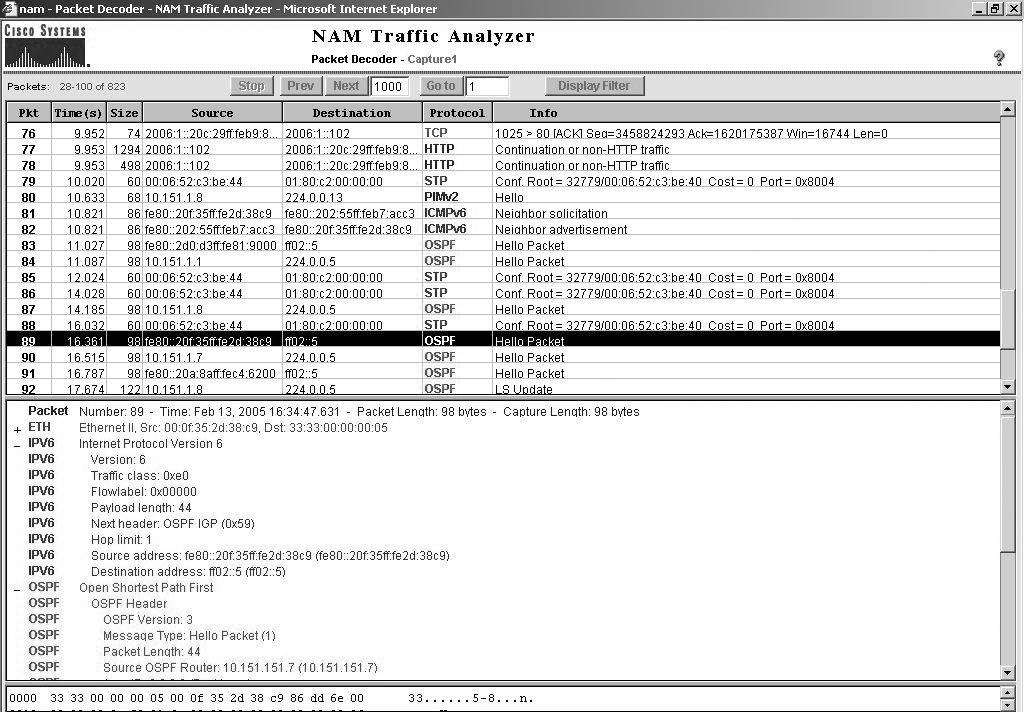 nam - Packet Decoder - NAM Traffic Analyzer - Microsoft Internet Explorer
CISCO SYSTEMS
NAM Traffic Analyzer
Packet Decoder - Capture1
Packets: 28-100 of 823 Stop Prev Next 1000 Go to 1 Display Filter
Pkt Time(s) Size Source Destination Protocol Info
76 9.952 74 2006:1::20c:29ff:feb9:8... 2006:1::102 TCP 1025 > 80 [ACK] Seq=3458824293 Ack=1620175387 Win=16744 Len=0
77 9.953 1294 2006:1::102 2006:1::20c:29ff:feb9:8... HTTP Continuation or non-HTTP traffic
78 9.953 498 2006:1::102 2006:1::20c:29ff:feb9:8... HTTP Continuation or non-HTTP traffic
79 10.020 60 00:06:52:c3:be:44 01:80:c2:00:00:00 STP Conf. Root = 32779/00:06:52:c3:be:40 Cost = 0 Port = 0x8004
80 10.633 68 10.151.1.8 224.0.0.13 PIMv2 Hello
81 10.821 86 fe80::20f:35ff:fe2d:38c9 fe80::202:55ff:feb7:acc3 ICMPv6 Neighbor solicitation
82 10.821 86 fe80::202:55ff:feb7:acc3 fe80::20f:35ff:fe2d:38c9 ICMPv6 Neighbor advertisement
83 11.027 98 fe80::2d0:d3ff:fe81:9000 ff02::5 OSPF Hello Packet
84 11.087 98 10.151.1.1 224.0.0.5 OSPF Hello Packet
85 12.024 60 00:06:52:c3:be:44 01:80:c2:00:00:00 STP Conf. Root = 32779/00:06:52:c3:be:40 Cost = 0 Port = 0x8004
86 14.028 60 00:06:52:c3:be:44 01:80:c2:00:00:00 STP Conf. Root = 32779/00:06:52:c3:be:40 Cost = 0 Port = 0x8004
87 14.185 98 10.151.1.8 224.0.0.5 OSPF Hello Packet
88 16.032 60 00:06:52:c3:be:44 01:80:c2:00:00:00 STP Conf. Root = 32779/00:06:52:c3:be:40 Cost = 0 Port = 0x8004
89 16.361 98 fe80::20f:35ff:fe2d:38c9 ff02::5 OSPF Hello Packet
90 16.515 98 10.151.1.7 224.0.0.5 OSPF Hello Packet
91 16.787 98 fe80::20a:8aff:fec4:6200 ff02::5 OSPF Hello Packet
92 17.674 122 10.151.1.8 224.0.0.5 OSPF LS Update
Packet Number: 89 - Time: Feb 13, 2005 16:34:47.631 - Packet Length: 98 bytes - Capture Length: 98 bytes
+ ETH Ethernet II, Src: 00:0f:35:2d:38:c9, Dst: 33:33:00:00:00:05
- IPV6 Internet Protocol Version 6
IPV6 Version: 6
IPV6 Traffic class: 0xe0
IPV6 Flowlabel: 0x00000
IPV6 Payload length: 44
IPV6 Next header: OSPF IGP (0x59)
IPV6 Hop limit: 1
IPV6 Source address: fe80::20f:35ff:fe2d:38c9 (fe80::20f:35ff:fe2d:38c9)
IPV6 Destination address: ff02::5 (ff02::5)
- OSPF Open Shortest Path First
OSPF OSPF Header
OSPF OSPF Version: 3
OSPF Message Type: Hello Packet (1)
OSPF Packet Length: 44
OSPF Source OSPF Router: 10.151.151.7 (10.151.151.7)
0000 33 33 00 00 00 05 00 0f 35 2d 38 c9 86 dd 6e 00 33......5-8...n.